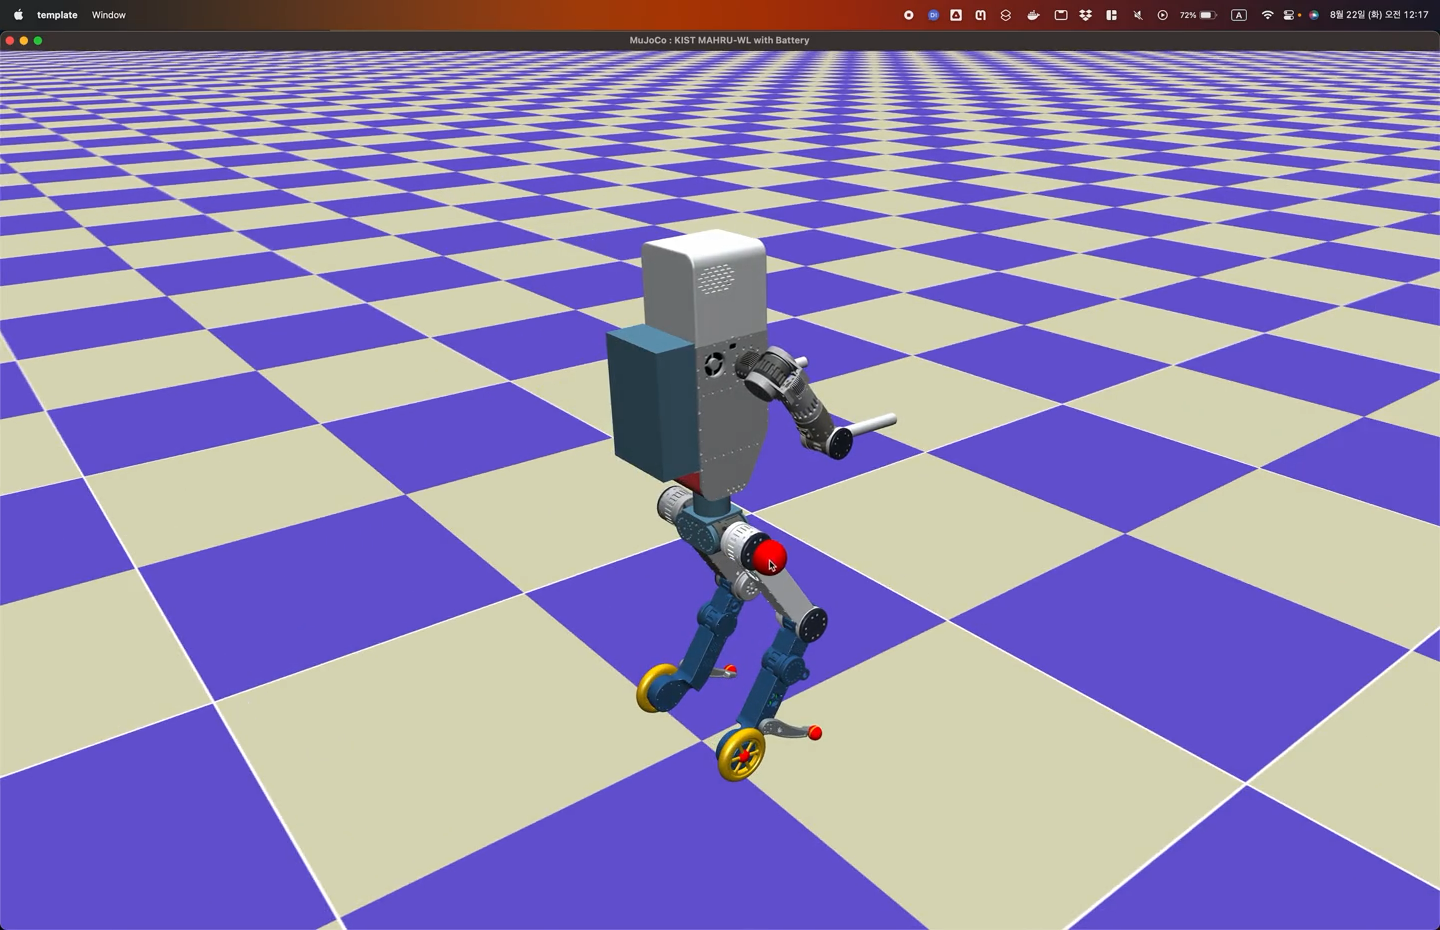 template Window 72% A 8월 22일 (화) 오전 12:17
MuJoCo : KIST MAHRU-WL with Battery